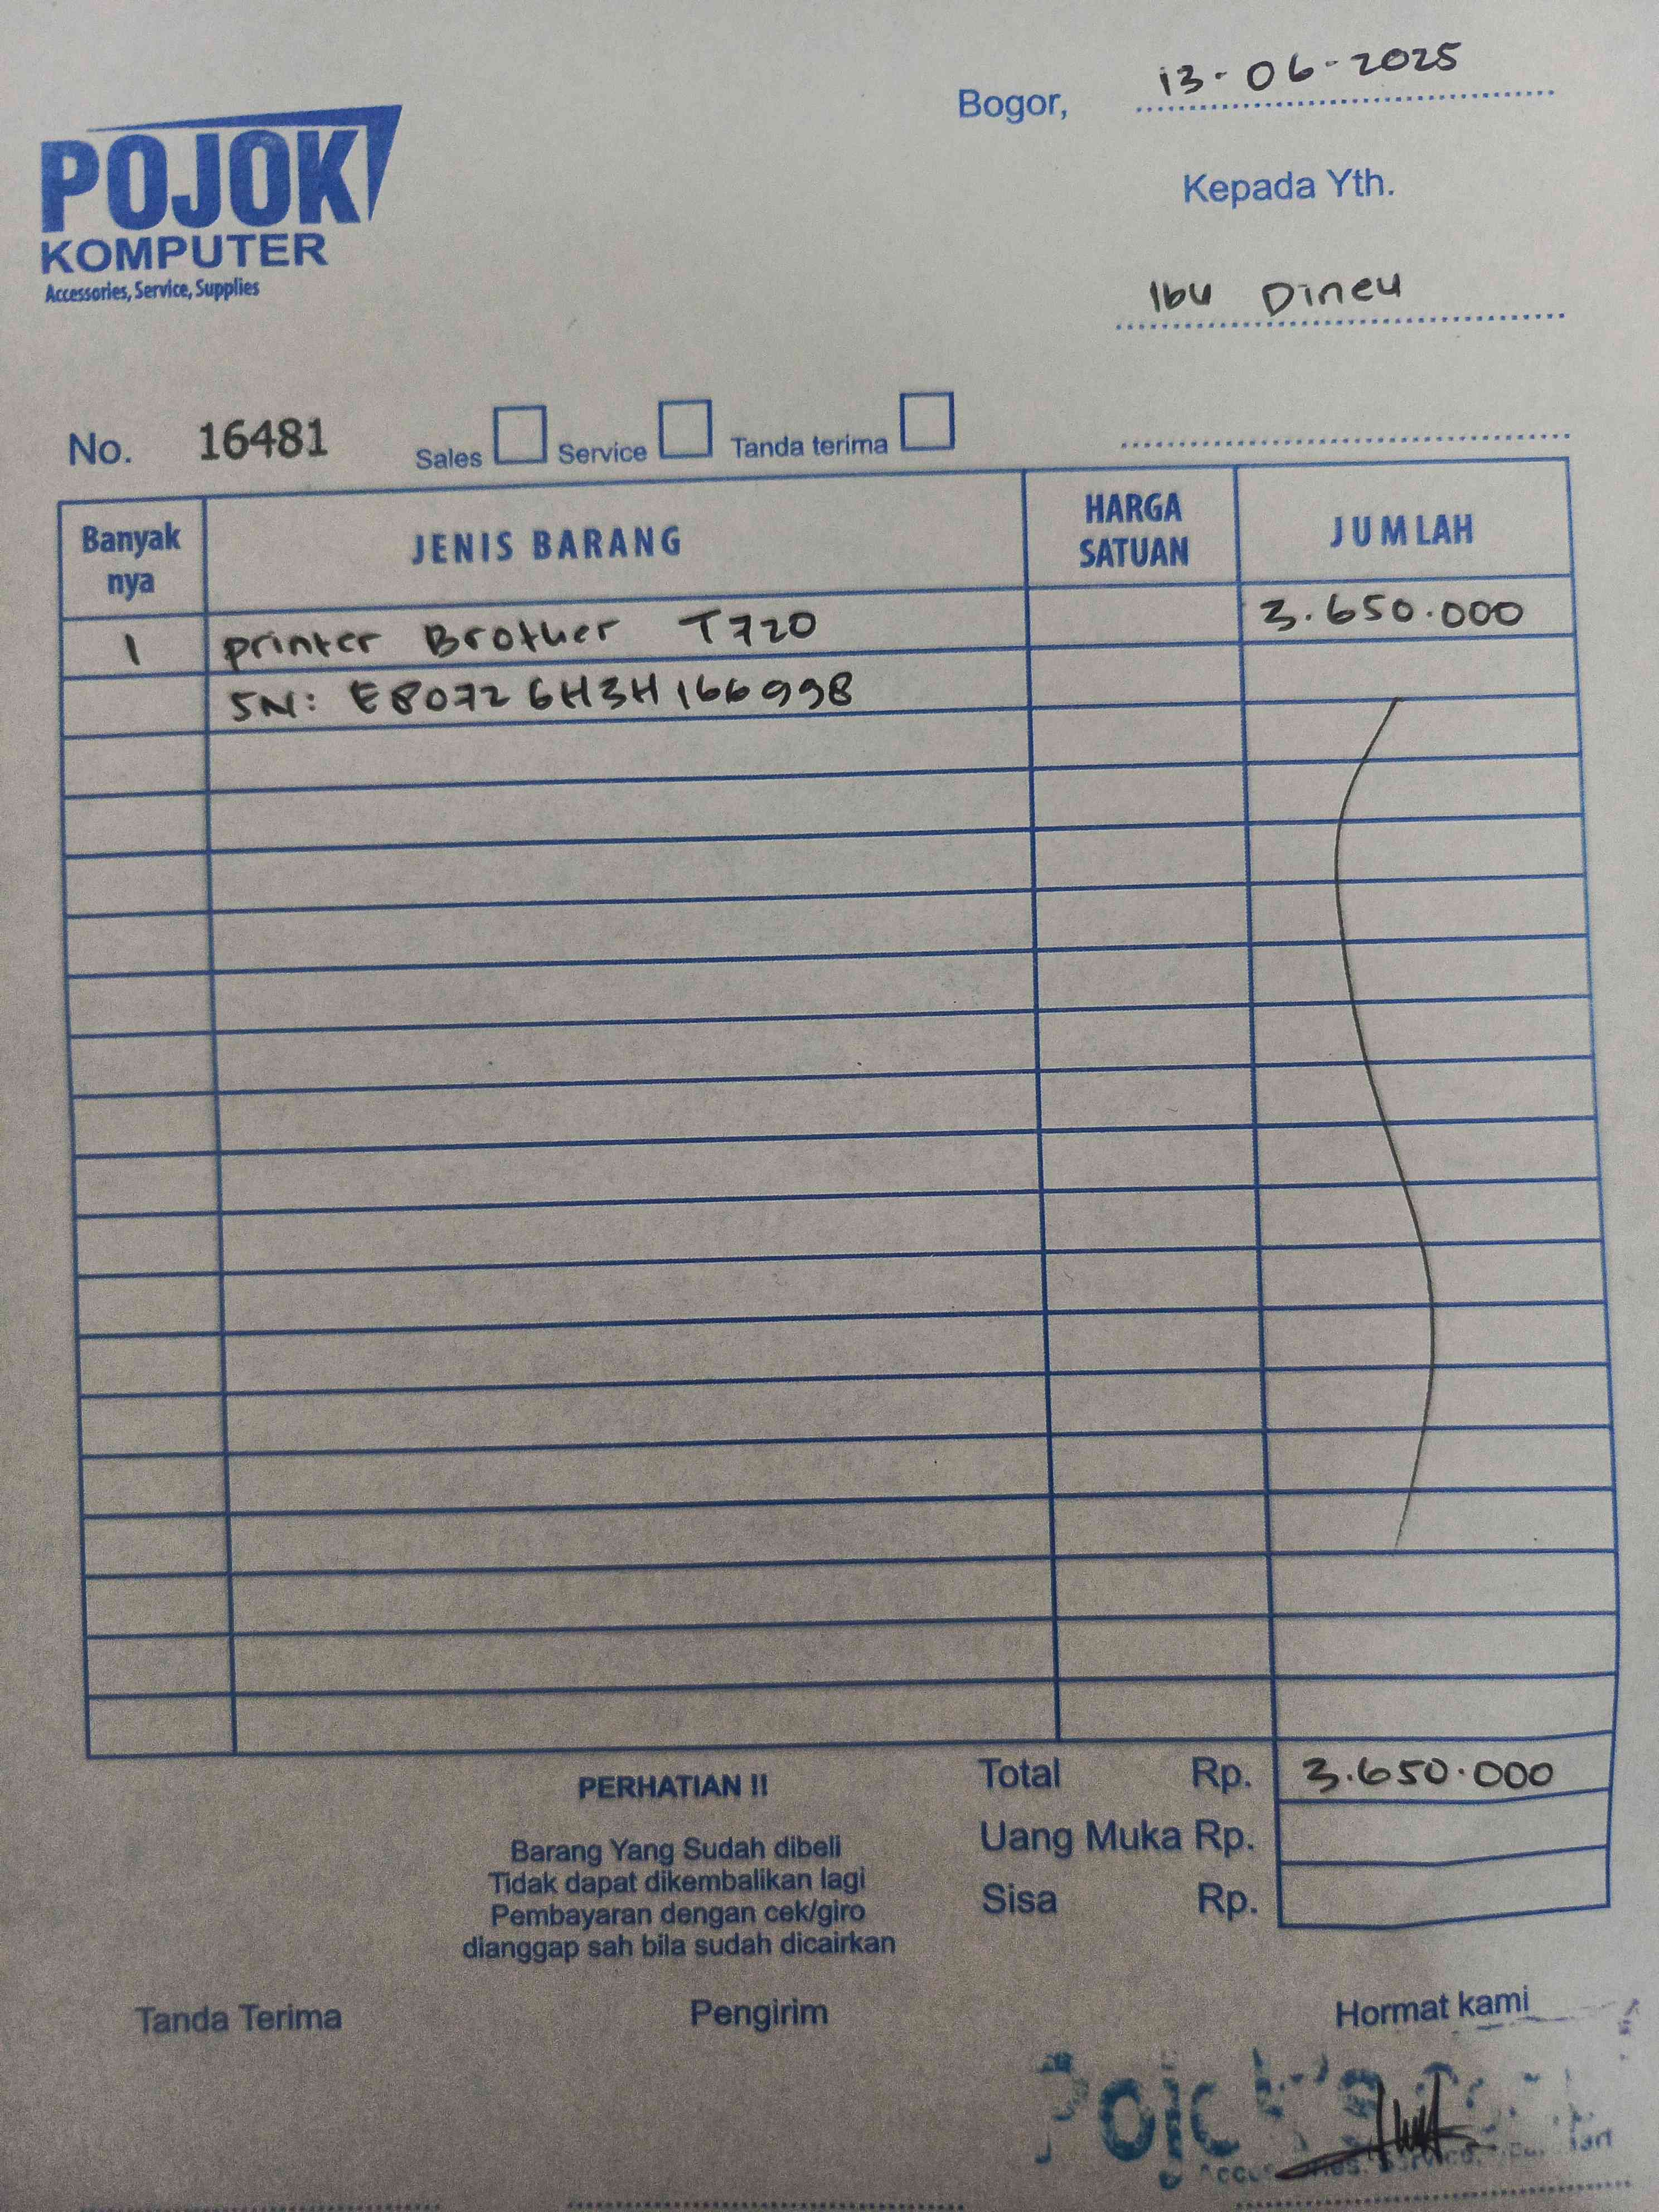 Bogor, 13-06-2025
POJOK
KOMPUTER
Accessories, Service, Supplies
Kepada Yth.
Ibu Dineu
No. 16481 Sales Service Tanda terima
Banyak nya JENIS BARANG HARGA SATUAN JUMLAH
1 printer Brother T720 3.650.000
SN: E80726H3H166998
Total Rp. 3.650.000
Uang Muka Rp.
Sisa Rp.
PERHATIAN !!
Barang Yang Sudah dibeli
Tidak dapat dikembalikan lagi
Pembayaran dengan cek/giro
dianggap sah bila sudah dicairkan
Tanda Terima Pengirim Hormat kami